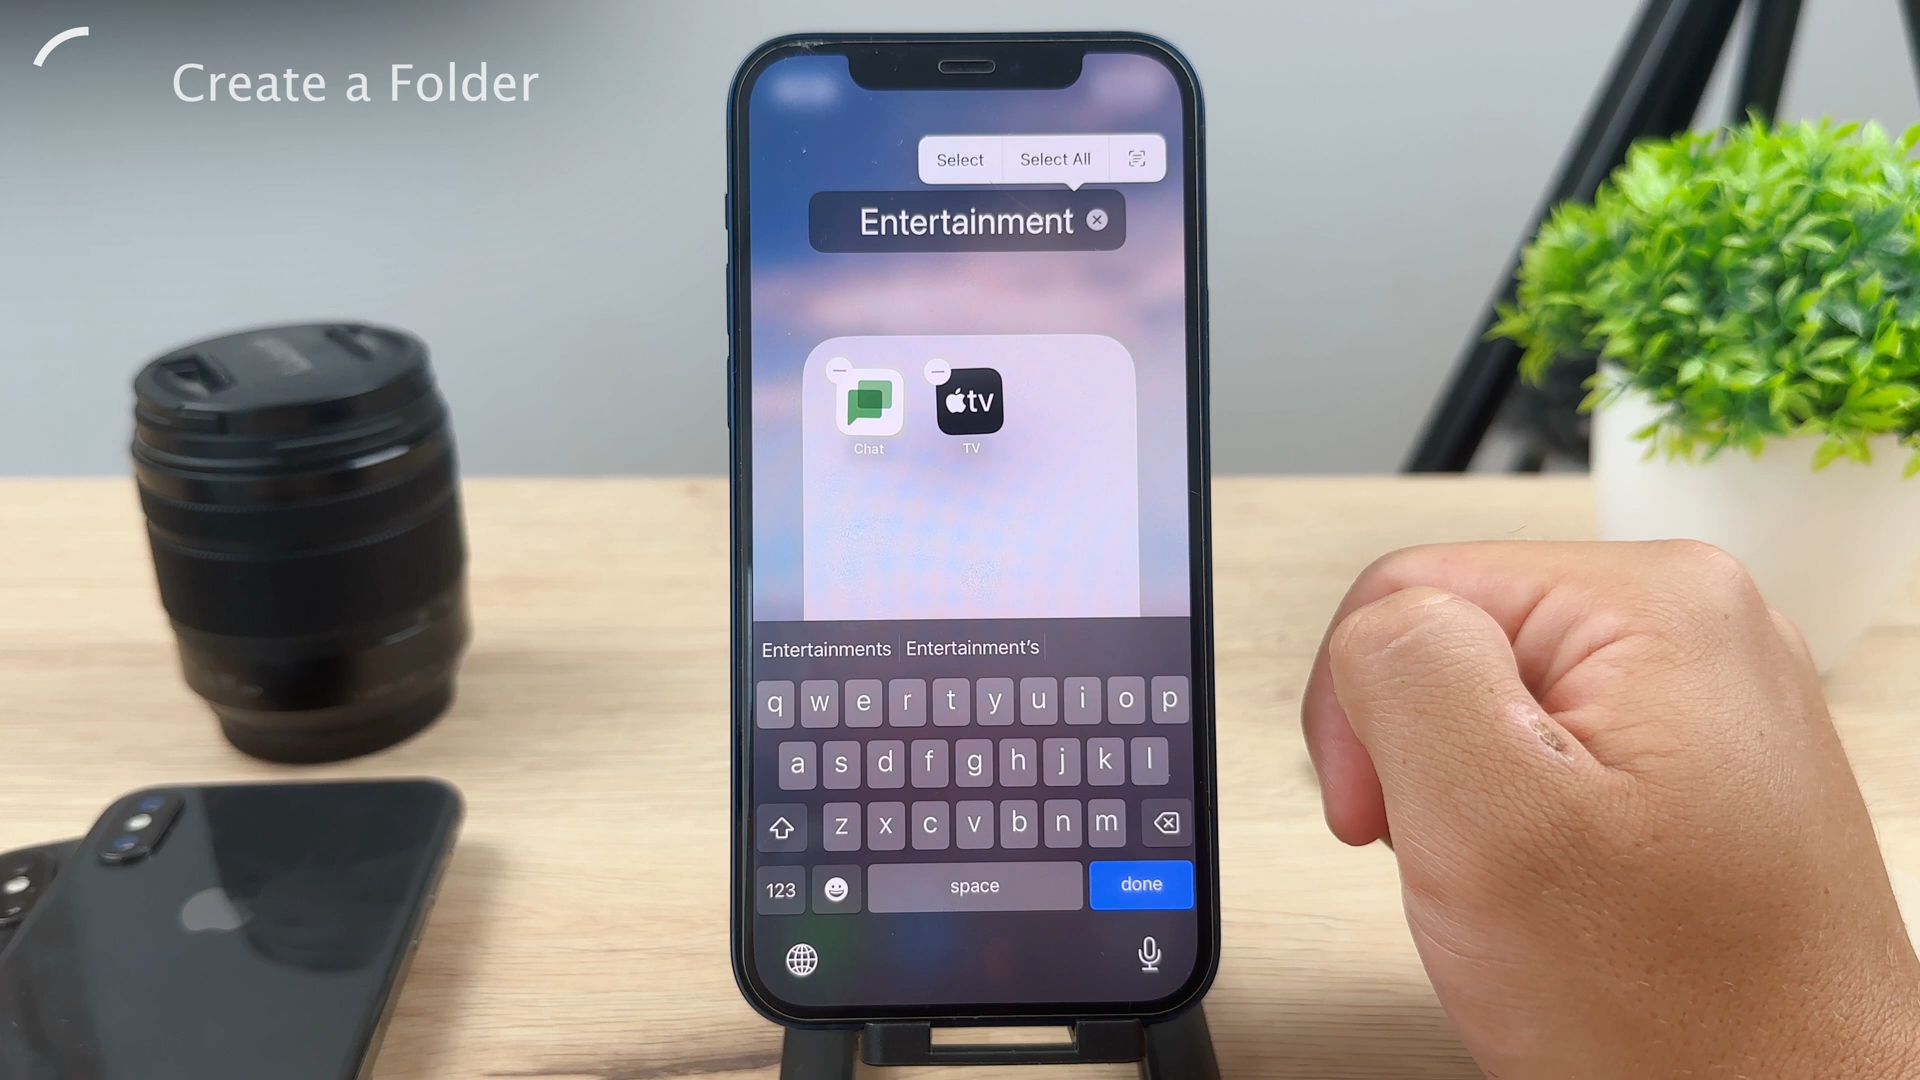 Create a Folder
Select Select All
Entertainment
tv
Chat TV
Entertainments Entertainment's
q w e r t y u i o p
a s d f g h j k l
z x c v b n m
123 space done